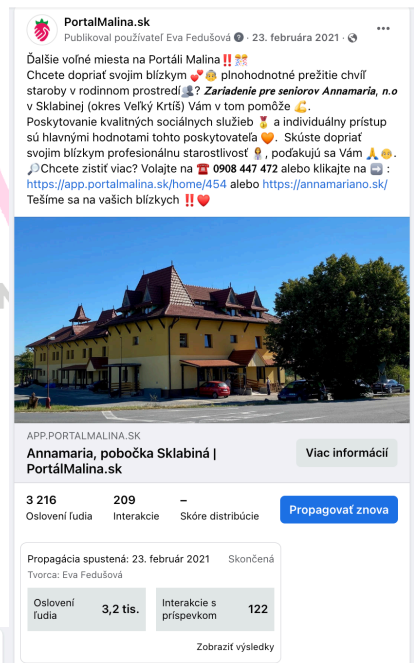 PortalMalina.sk
Publikoval používateľ Eva Fedušová · 23. februára 2021 ·
Ďalšie voľné miesta na Portáli Malina‼️🎊
Chcete dopriať svojim blízkym 💕👵 plnohodnotné prežitie chvíľ
staroby v rodinnom prostredí👥? Zariadenie pre seniorov Annamaria, n.o
v Sklabinej (okres Veľký Krtíš) Vám v tom pomôže 💪.
Poskytovanie kvalitných sociálnych služieb 🏅 a individuálny prístup
sú hlavnými hodnotami tohto poskytovateľa 🧡. Skúste dopriať
svojim blízkym profesionálnu starostlivosť 👩‍⚕️, poďakujú sa Vám 🙏👵.
🔎Chcete zistiť viac? Volajte na ☎️ 0908 447 472 alebo klikajte na ➡️ :
https://app.portalmalina.sk/home/454 alebo https://annamariano.sk/
Tešíme sa na vašich blízkych ‼️❤️
APP.PORTALMALINA.SK
Annamaria, pobočka Sklabiná |
PortálMalina.sk
Viac informácií
3 216 209 –
Oslovení ľudia Interakcie Skóre distribúcie
Propagovať znova
Propagácia spustená: 23. február 2021 Skončená
Tvorca: Eva Fedušová
Oslovení
ľudia
3,2 tis.
Interakcie s
príspevkom
122
Zobraziť výsledky